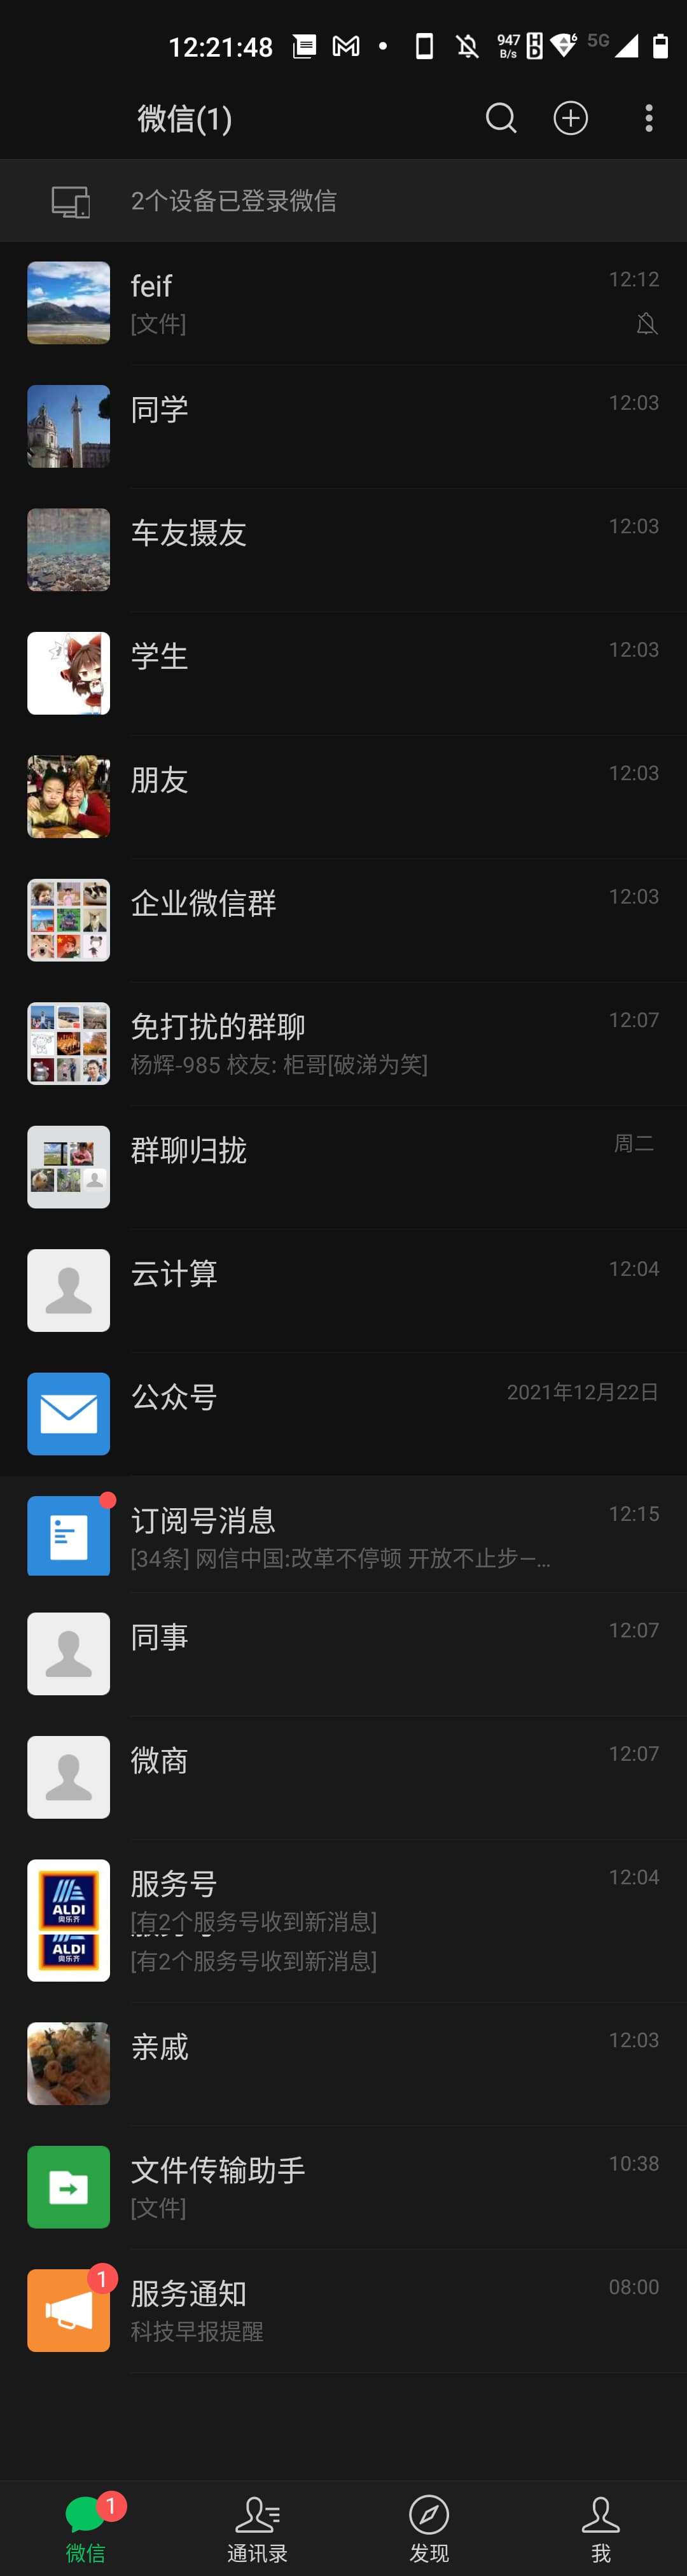 12:21:48
947 B/s
HD
6
5G
微信(1)
2个设备已登录微信
feif
12:12
[文件]
同学
12:03
车友摄友
12:03
学生
12:03
朋友
12:03
企业微信群
12:03
免打扰的群聊
12:07
杨辉-985 校友: 柜哥[破涕为笑]
群聊归拢
周二
云计算
12:04
公众号
2021年12月22日
订阅号消息
12:15
[34条] 网信中国:改革不停顿 开放不止步—...
同事
12:07
微商
12:07
ALDI
奥乐齐
服务号
12:04
[有2个服务号收到新消息]
ALDI
奥乐齐
[有2个服务号收到新消息]
亲戚
12:03
文件传输助手
10:38
[文件]
1
服务通知
08:00
科技早报提醒
1
微信
通讯录
发现
我